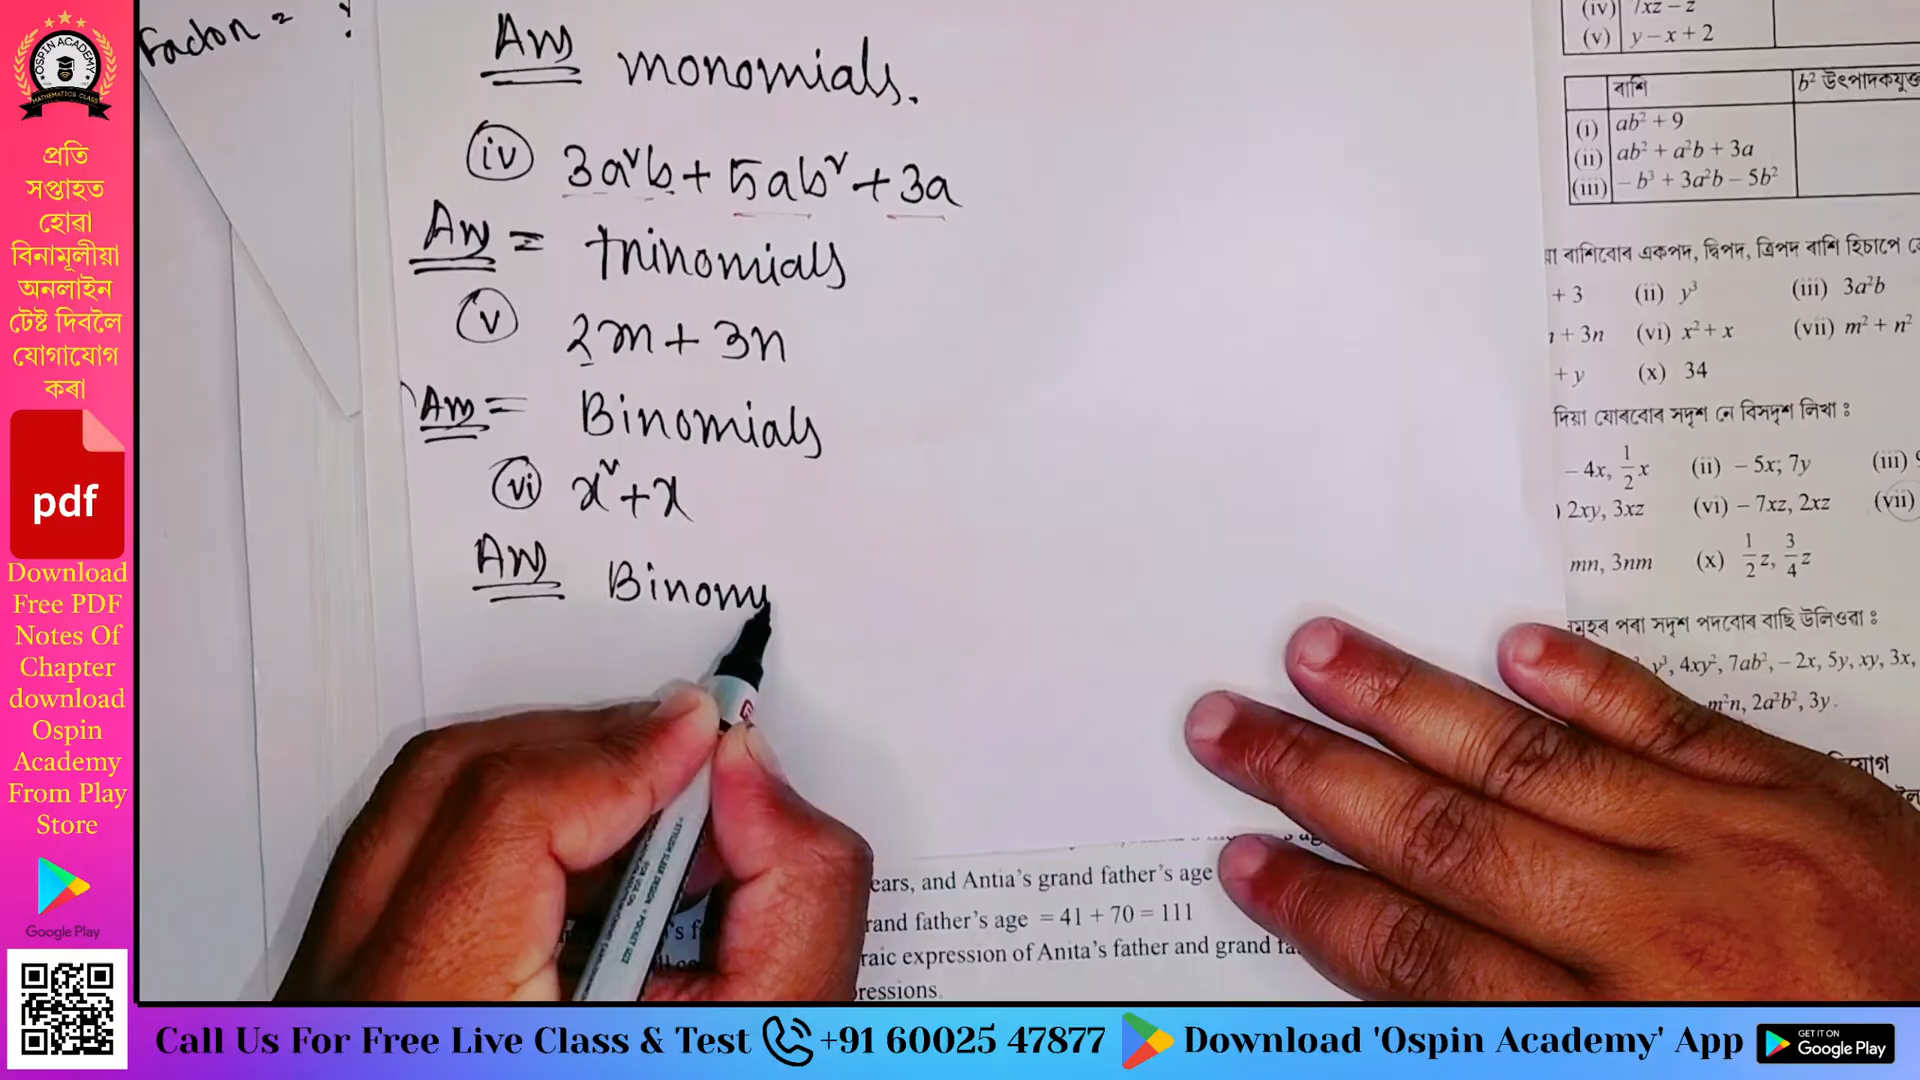 OSPIN ACADEMY
MATHEMATICS CLASS
প্ৰতি
সপ্তাহত
হোৱা
বিনামূলীয়া
অনলাইন
টেষ্ট দিবলৈ
যোগাযোগ
কৰা
pdf
Download
Free PDF
Notes Of
Chapter
download
Ospin
Academy
From Play
Store
Google Play
Factor = ?
Ans monomials.
(iv) 3a²b + 5ab² + 3a
Ans = trinomials
(v) 2m + 3n
Ans = Binomials
(vi) x² + x
Ans Binomi
(iv) 7xz – z
(v) y – x + 2
ৰাশি b² উৎপাদকযুক্ত
(i) ab² + 9
(ii) ab² + a²b + 3a
(iii) – b³ + 3a²b – 5b²
ৰাশিবোৰ একপদ, দ্বিপদ, ত্ৰিপদ ৰাশি হিচাপে
+ 3 (ii) y³ (iii) 3a²b
+ 3n (vi) x² + x (vii) m² + n²
+ y (x) 34
দিয়া যোৰবোৰ সদৃশ নে বিসদৃশ লিখা :
– 4x, 1/2 x (ii) – 5x, 7y (iii)
2xy, 3xz (vi) – 7xz, 2xz (vii)
mn, 3nm (x) 1/2 z, 3/4 z
সমূহৰ পৰা সদৃশ পদবোৰ বাছি উলিওৱা :
y³, 4xy², 7ab², – 2x, 5y, xy, 3x,
m²n, 2a²b², 3y.
ears, and Antia's grand father's age
rand father's age = 41 + 70 = 111
raic expression of Anita's father and grand fa
pressions.
Call Us For Free Live Class & Test +91 60025 47877 Download 'Ospin Academy' App GET IT ON Google Play